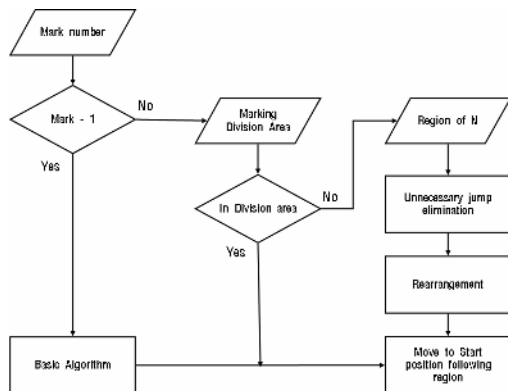 Mark number
Mark - 1
No
Yes
Marking
Division Area
In Division area
No
Yes
Region of N
Unnecessary jump
elimination
Rearrangement
Basic Algorithm
Move to Start
position following
region